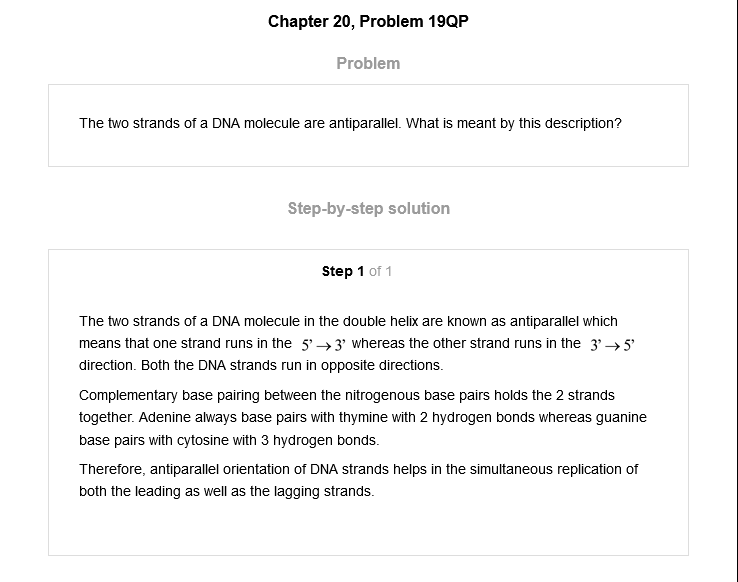 Chapter 20, Problem 19QP
Problem
The two strands of a DNA molecule are antiparallel. What is meant by this description?
Step-by-step solution
Step 1 of 1
The two strands of a DNA molecule in the double helix are known as antiparallel which
means that one strand runs in the 5’→3’ whereas the other strand runs in the 3’→5’
direction. Both the DNA strands run in opposite directions.
Complementary base pairing between the nitrogenous base pairs holds the 2 strands
together. Adenine always base pairs with thymine with 2 hydrogen bonds whereas guanine
base pairs with cytosine with 3 hydrogen bonds.
Therefore, antiparallel orientation of DNA strands helps in the simultaneous replication of
both the leading as well as the lagging strands.